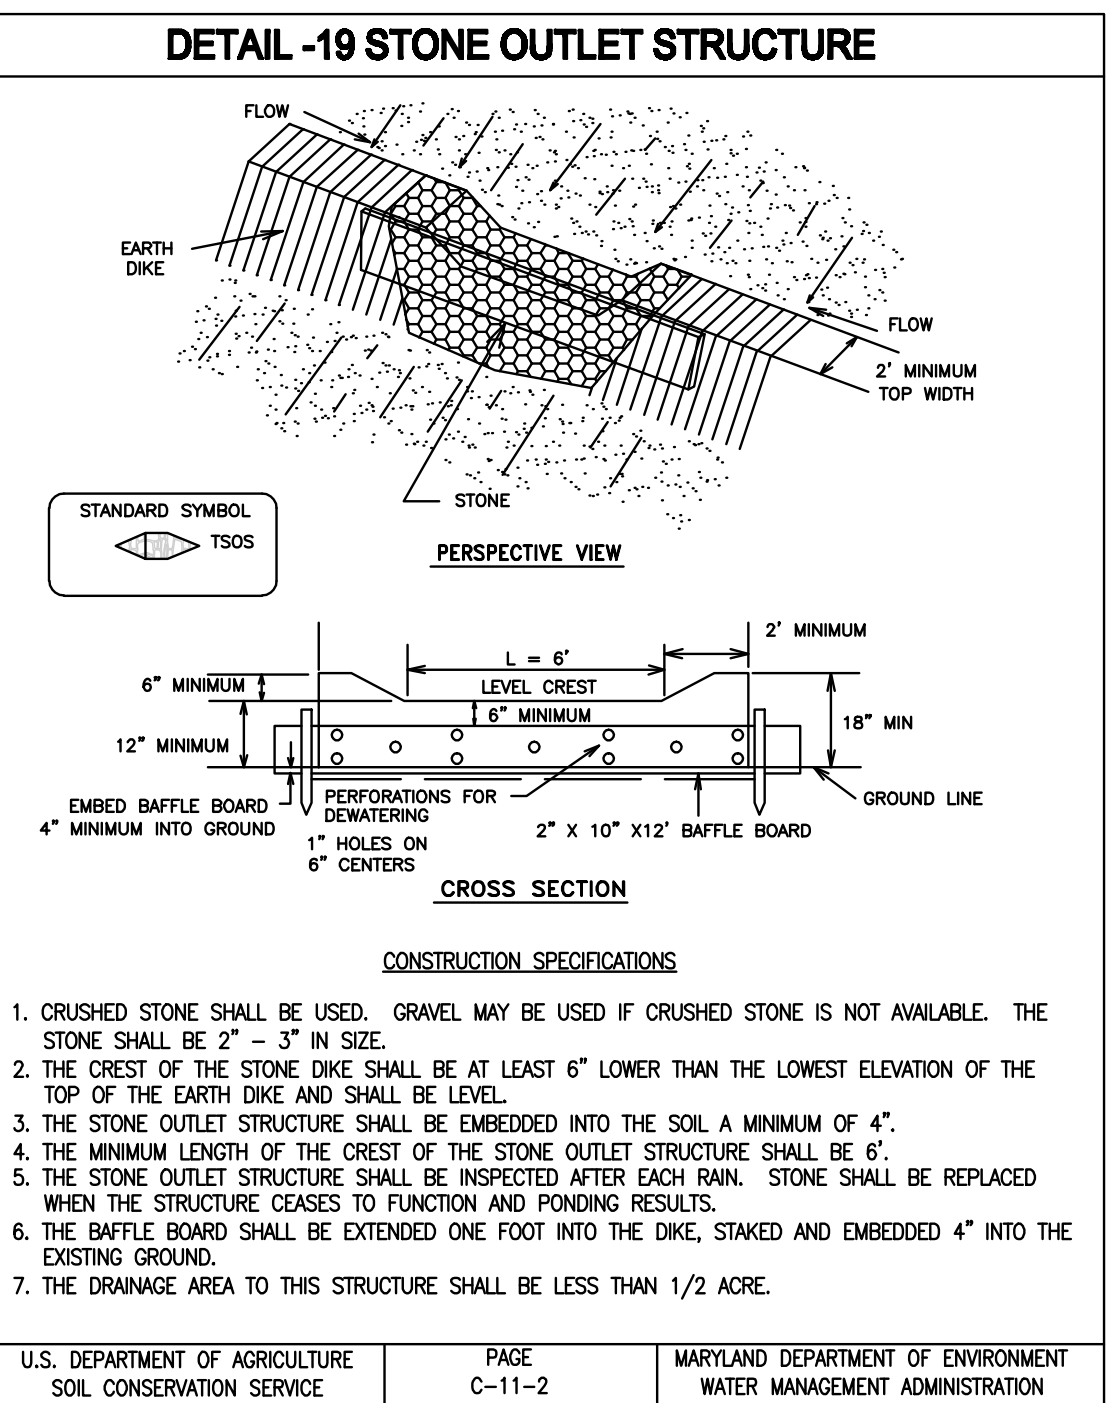 DETAIL -19 STONE OUTLET STRUCTURE
FLOW
EARTH
DIKE
FLOW
2' MINIMUM
TOP WIDTH
STONE
STANDARD SYMBOL
TSOS
PERSPECTIVE VIEW
2' MINIMUM
L = 6'
6" MINIMUM
LEVEL CREST
6" MINIMUM
18" MIN
12" MINIMUM
GROUND LINE
EMBED BAFFLE BOARD
4" MINIMUM INTO GROUND
PERFORATIONS FOR
DEWATERING
2" X 10" X12' BAFFLE BOARD
1" HOLES ON
6" CENTERS
CROSS SECTION
CONSTRUCTION SPECIFICATIONS
1. CRUSHED STONE SHALL BE USED. GRAVEL MAY BE USED IF CRUSHED STONE IS NOT AVAILABLE. THE
STONE SHALL BE 2" – 3" IN SIZE.
2. THE CREST OF THE STONE DIKE SHALL BE AT LEAST 6" LOWER THAN THE LOWEST ELEVATION OF THE
TOP OF THE EARTH DIKE AND SHALL BE LEVEL.
3. THE STONE OUTLET STRUCTURE SHALL BE EMBEDDED INTO THE SOIL A MINIMUM OF 4".
4. THE MINIMUM LENGTH OF THE CREST OF THE STONE OUTLET STRUCTURE SHALL BE 6'.
5. THE STONE OUTLET STRUCTURE SHALL BE INSPECTED AFTER EACH RAIN. STONE SHALL BE REPLACED
WHEN THE STRUCTURE CEASES TO FUNCTION AND PONDING RESULTS.
6. THE BAFFLE BOARD SHALL BE EXTENDED ONE FOOT INTO THE DIKE, STAKED AND EMBEDDED 4" INTO THE
EXISTING GROUND.
7. THE DRAINAGE AREA TO THIS STRUCTURE SHALL BE LESS THAN 1/2 ACRE.
U.S. DEPARTMENT OF AGRICULTURE
SOIL CONSERVATION SERVICE
PAGE
C-11-2
MARYLAND DEPARTMENT OF ENVIRONMENT
WATER MANAGEMENT ADMINISTRATION